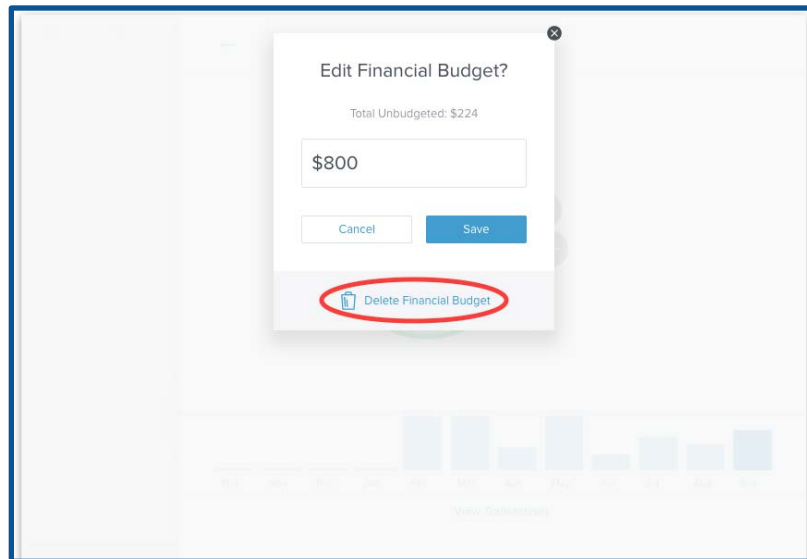 Edit Financial Budget?
Total Unbudgeted: $224
$800
Cancel
Save
Delete Financial Budget
View Transactions